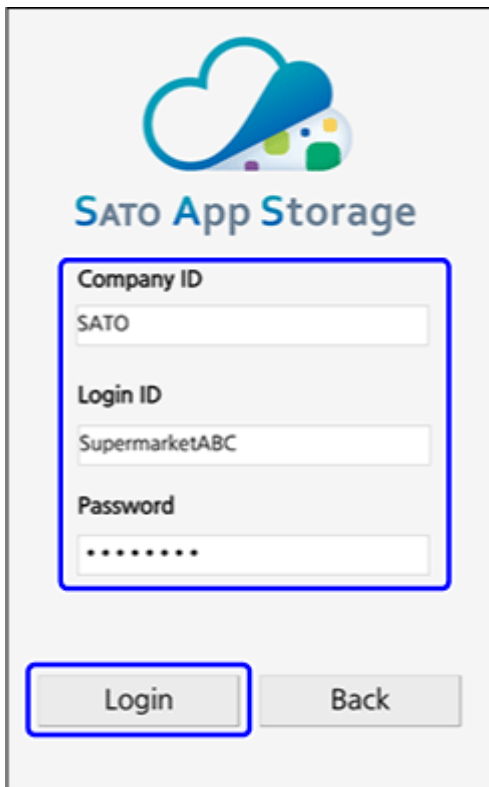 SATO App Storage
Company ID
SATO
Login ID
SupermarketABC
Password
••••••••
Login Back